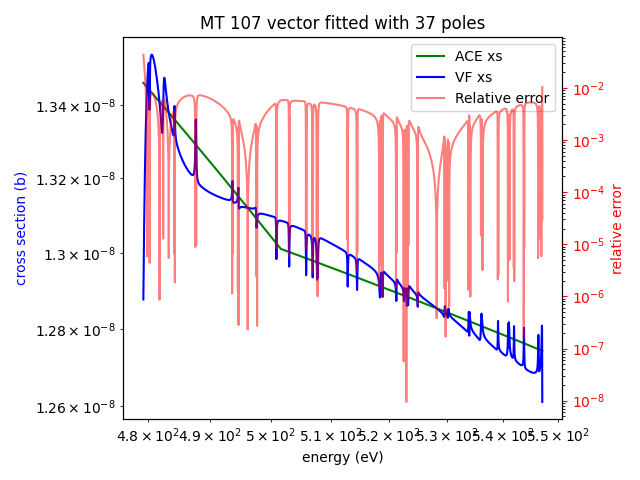 MT 107 vector fitted with 37 poles
ACE xs
VF xs
Relative error
cross section (b)
1.34 × 10⁻⁸
1.32 × 10⁻⁸
1.3 × 10⁻⁸
1.28 × 10⁻⁸
1.26 × 10⁻⁸
10⁻²
10⁻³
10⁻⁴
10⁻⁵
10⁻⁶
10⁻⁷
10⁻⁸
relative error
4.8 × 10² 4.9 × 10² 5 × 10² 5.1 × 10² 5.2 × 10² 5.3 × 10² 5.4 × 10² 5.5 × 10²
energy (eV)